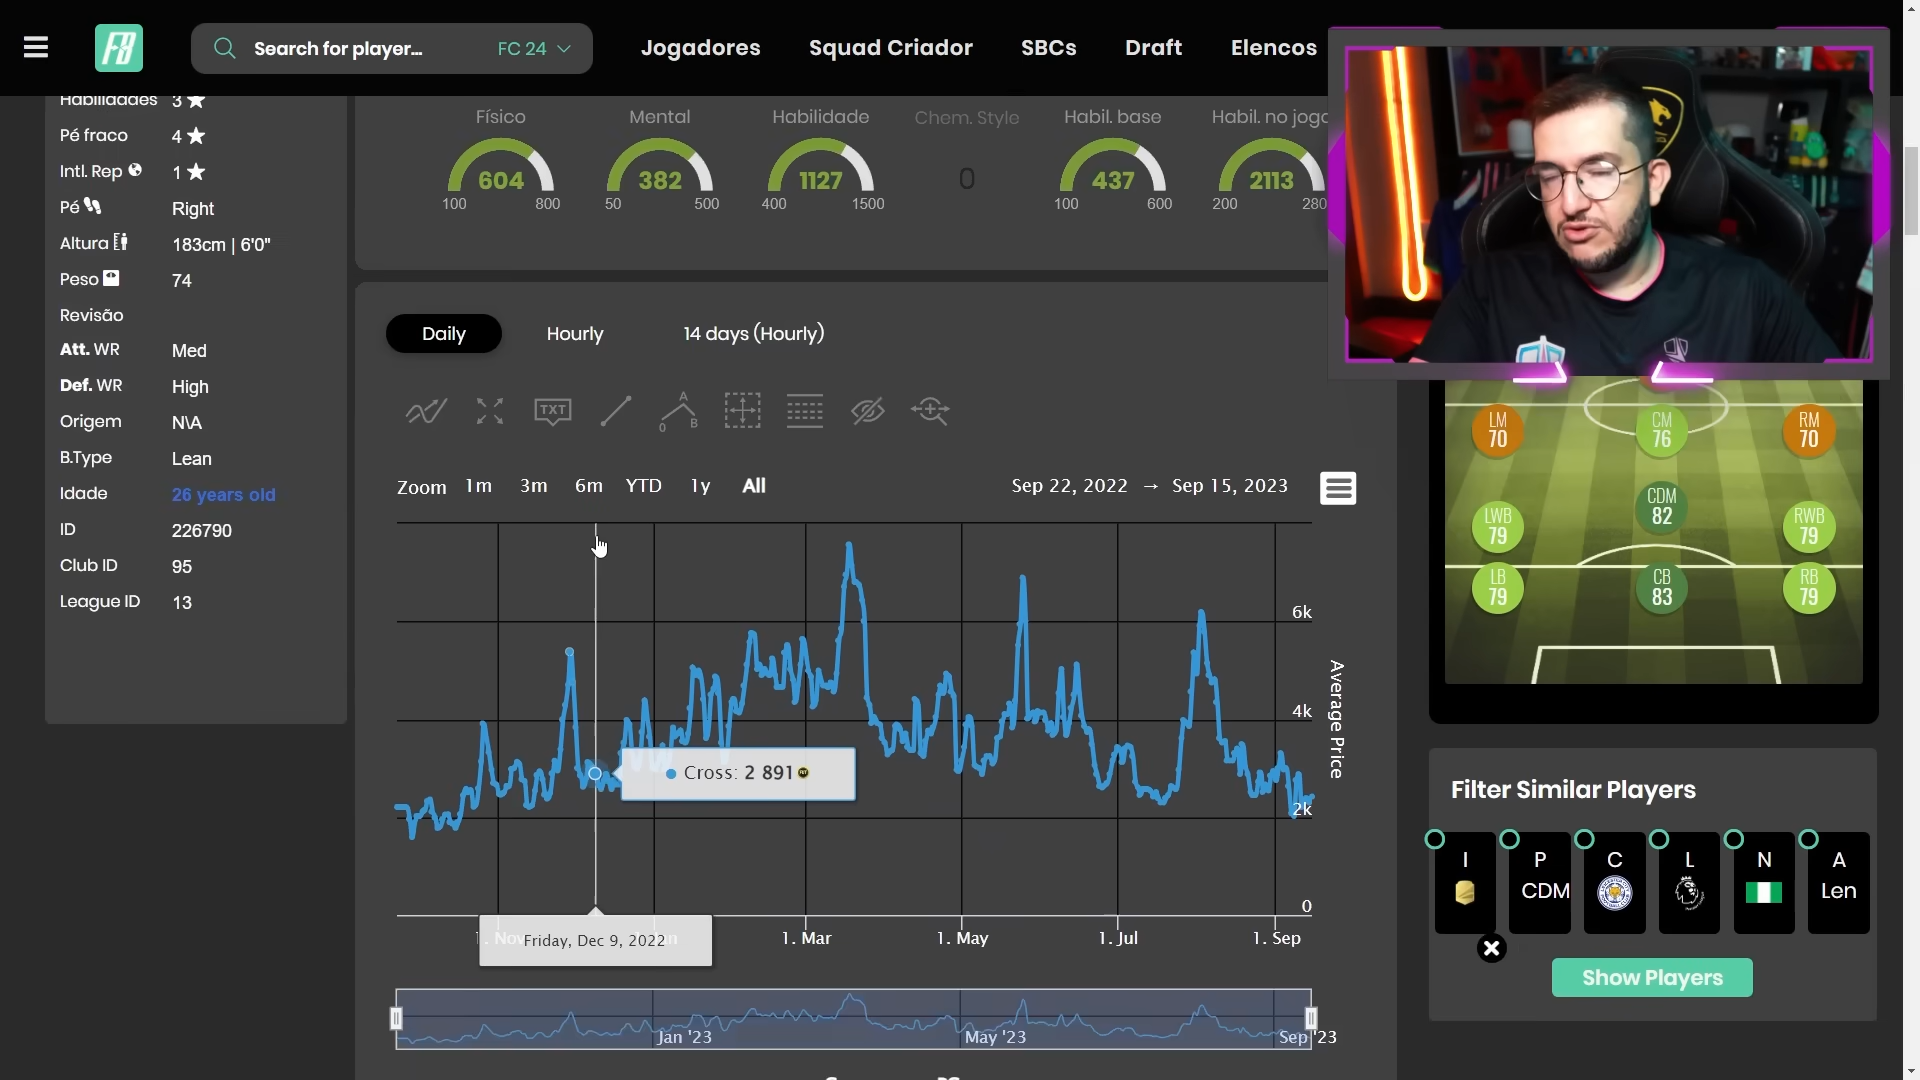 FB
Search for player...
FC 24
Jogadores
Squad Criador
SBCs
Draft
Elencos
Habilidades 3
Pé fraco 4
Intl. Rep 1
Pé Right
Altura 183cm | 6'0"
Peso 74
Revisão
Att. WR Med
Def. WR High
Origem N\A
B.Type Lean
Idade 26 years old
ID 226790
Club ID 95
League ID 13
Físico
604
100 800
Mental
382
50 500
Habilidade
1127
400 1500
Chem. Style
0
Habil. base
437
100 600
Habil. no jogo
2113
200 280
Daily
Hourly
14 days (Hourly)
TXT
A
0 B
Zoom 1m 3m 6m YTD 1y All
Sep 22, 2022 → Sep 15, 2023
6k
4k
2k
0
Average Price
Cross: 2 891
1. Nov
Friday, Dec 9, 2022
1. Mar
1. May
1. Jul
1. Sep
Jan '23
May '23
Sep '23
LM
70
CM
76
RM
70
LWB
79
CDM
82
RWB
79
LB
79
CB
83
RB
79
Filter Similar Players
I
P
CDM
C
L
N
A
Len
Show Players